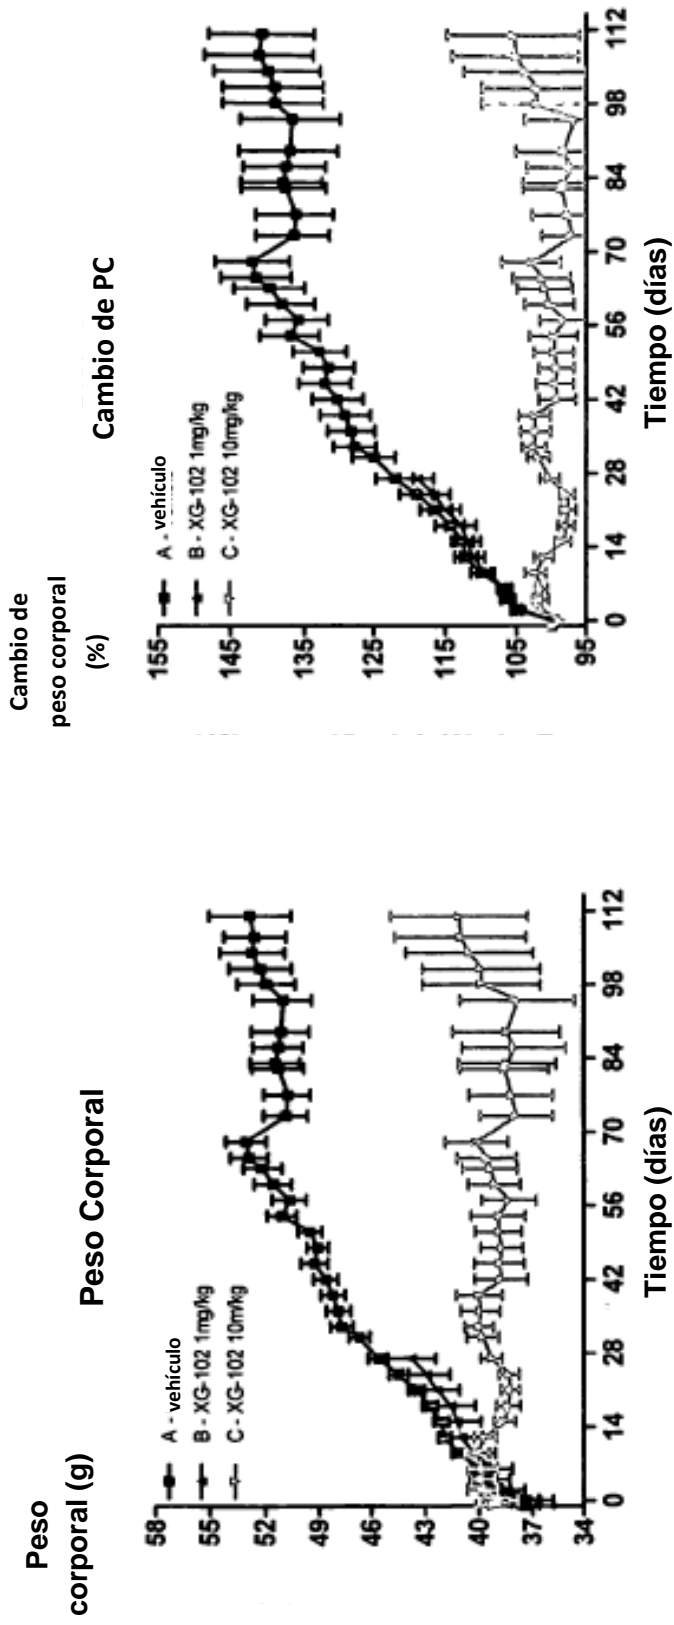 Cambio de PC
Cambio de
peso corporal
(%)
A - vehículo
B - XG-102 1mg/kg
C - XG-102 10mg/kg
155
145
135
125
115
105
95
0 14 28 42 56 70 84 98 112
Tiempo (días)
Peso Corporal
Peso
corporal (g)
A - vehículo
B - XG-102 1mg/kg
C - XG-102 10m/kg
58
55
52
49
46
43
40
37
34
0 14 28 42 56 70 84 98 112
Tiempo (días)